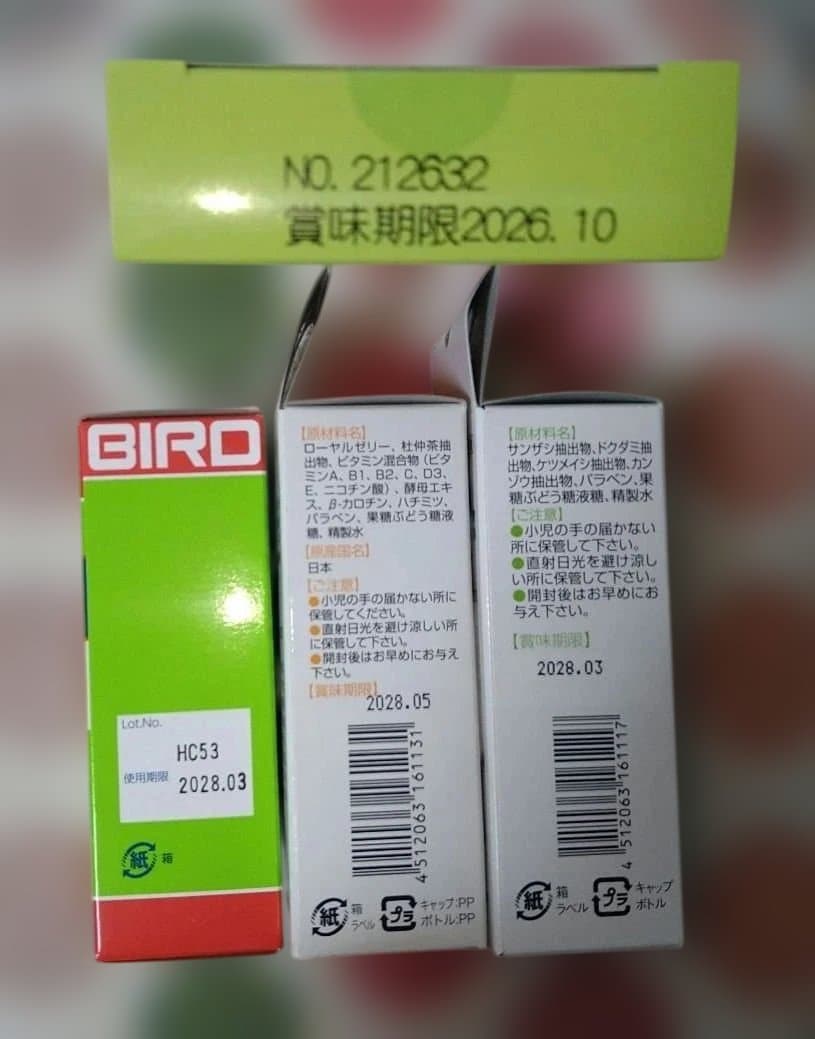 NO. 212632
賞味期限2026. 10
BIRD
Lot.No.
HC53
使用期限 2028.03
紙 箱
【原材料名】
ローヤルゼリー、杜仲茶抽
出物、ビタミン混合物(ビタ
ミンA、B1、B2、C、D3、
E、ニコチン酸)、酵母エキ
ス、β-カロチン、ハチミツ、
パラベン、果糖ぶどう糖液
糖、精製水
【原産国名】
日本
【ご注意】
●小児の手の届かない所に
保管してください。
●直射日光を避け涼しい所
に保管して下さい。
●開封後はお早めにお与え
下さい。
【賞味期限】
2028.05
4 512063 161131
紙 箱
ラベル
プラ キャップ:PP
ボトル:PP
【原材料名】
サンザシ抽出物、ドクダミ抽
出物、ケツメイシ抽出物、カン
ゾウ抽出物、パラベン、果
糖ぶどう糖液糖、精製水
【ご注意】
●小児の手の届かない
所に保管して下さい。
●直射日光を避け涼し
い所に保管して下さい。
●開封後はお早めにお
与え下さい。
【賞味期限】
2028.03
4 512063 161117
紙 箱
ラベル
プラ キャップ
ボトル